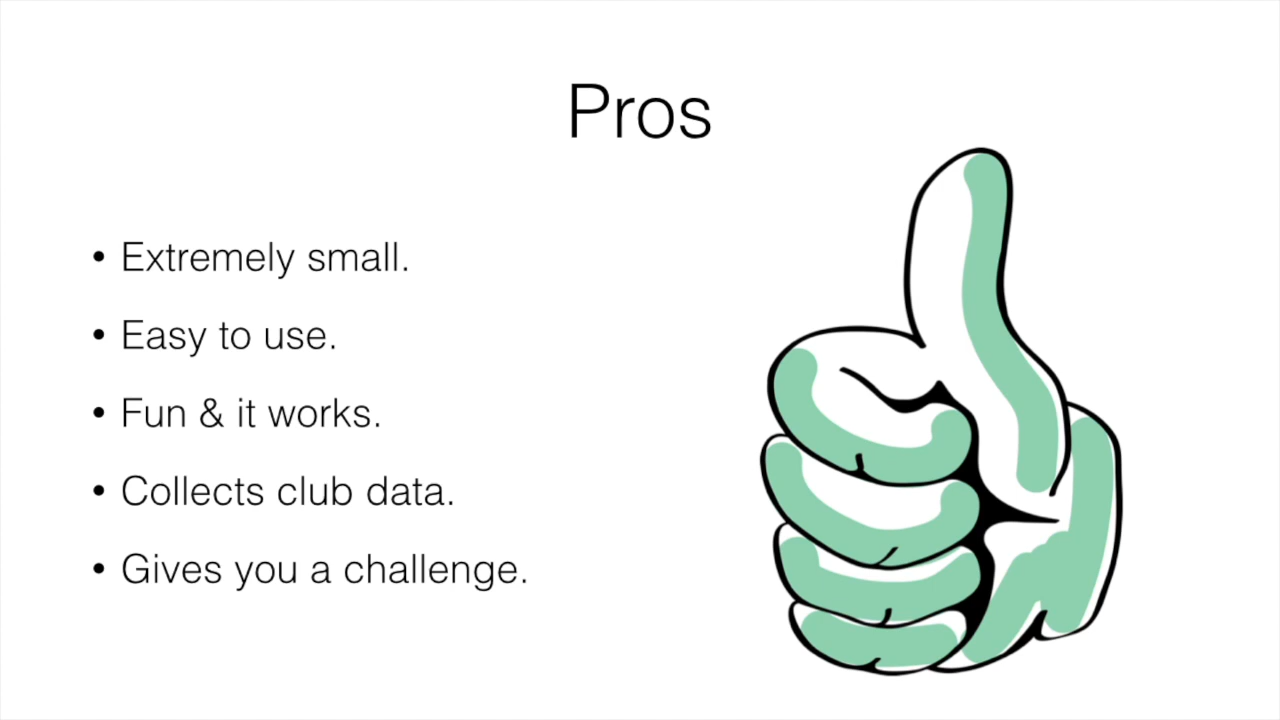 Pros
• Extremely small.
• Easy to use.
• Fun & it works.
• Collects club data.
• Gives you a challenge.